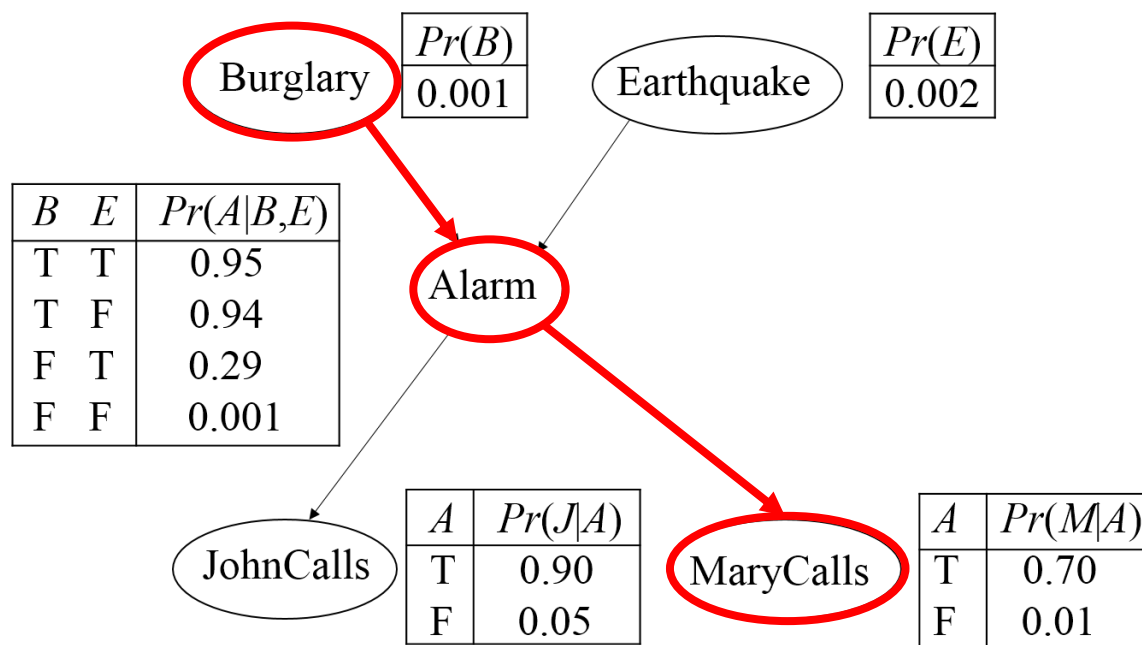 Burglary
Pr(B)
0.001
Earthquake
Pr(E)
0.002
B E Pr(A|B,E)
T T 0.95
T F 0.94
F T 0.29
F F 0.001
Alarm
JohnCalls
A Pr(J|A)
T 0.90
F 0.05
MaryCalls
A Pr(M|A)
T 0.70
F 0.01